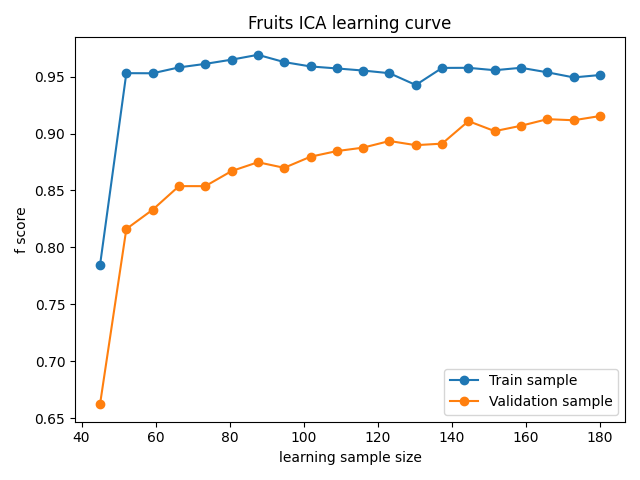 Fruits ICA learning curve
f score
0.95
0.90
0.85
0.80
0.75
0.70
0.65
40 60 80 100 120 140 160 180
learning sample size
Train sample
Validation sample